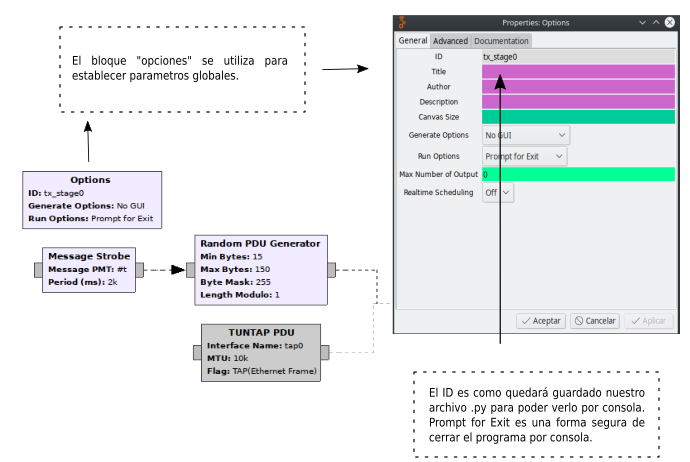 El bloque "opciones" se utiliza para
establecer parametros globales.
Properties: Options
General Advanced Documentation
ID tx_stage0
Title
Author
Description
Canvas Size
Generate Options No GUI
Run Options Prompt for Exit
Max Number of Output 0
Realtime Scheduling Off
Aceptar Cancelar Aplicar
Options
ID: tx_stage0
Generate Options: No GUI
Run Options: Prompt for Exit
Message Strobe
Message PMT: #t
Period (ms): 2k
Random PDU Generator
Min Bytes: 15
Max Bytes: 150
Byte Mask: 255
Length Modulo: 1
TUNTAP PDU
Interface Name: tap0
MTU: 10k
Flag: TAP(Ethernet Frame)
El ID es como quedará guardado nuestro
archivo .py para poder verlo por consola.
Prompt for Exit es una forma segura de
cerrar el programa por consola.